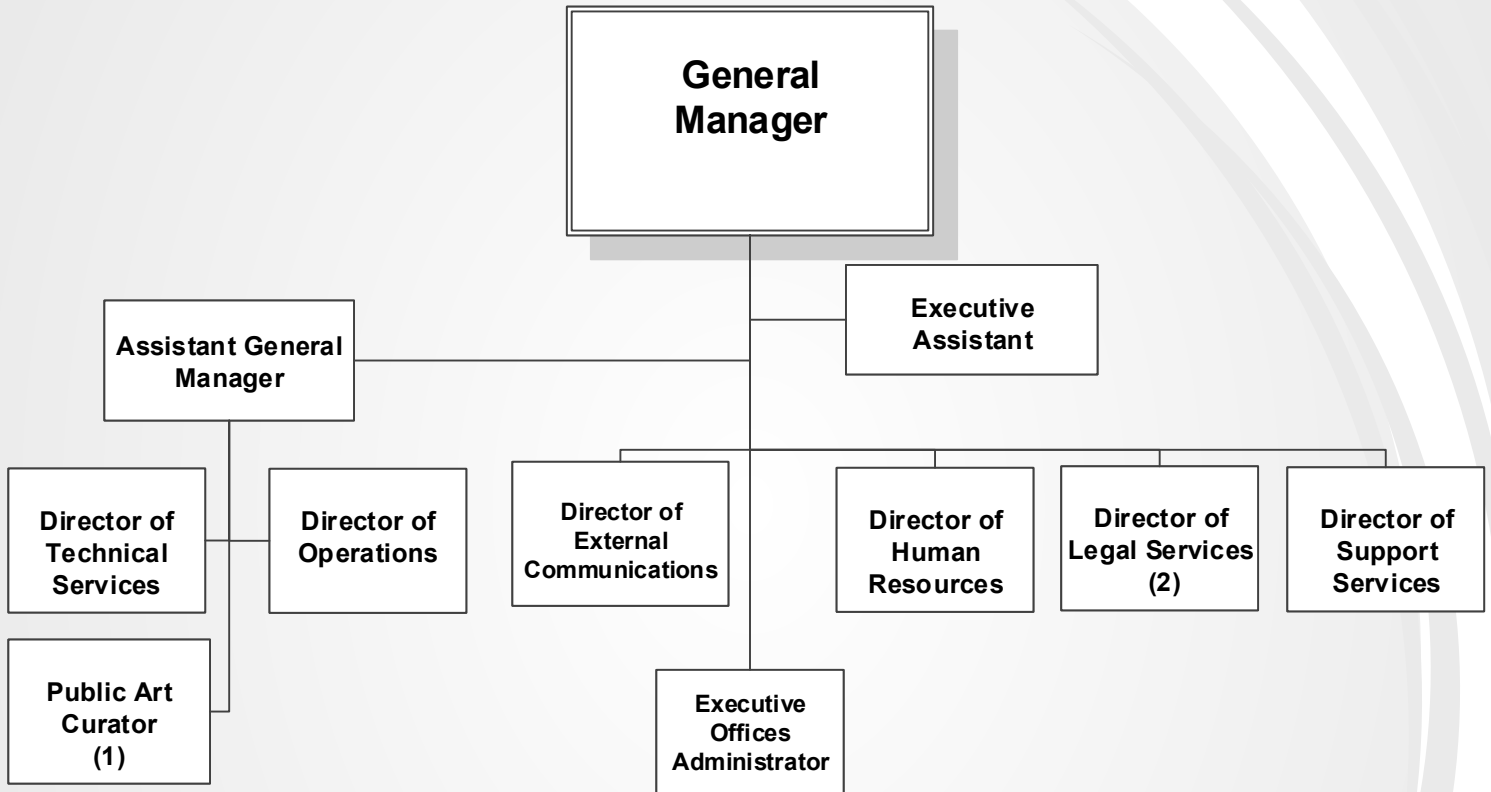 General
Manager
Executive
Assistant
Assistant General
Manager
Director of
Technical
Services
Director of
Operations
Director of
External
Communications
Director of
Human
Resources
Director of
Legal Services
(2)
Director of
Support
Services
Public Art
Curator
(1)
Executive
Offices
Administrator